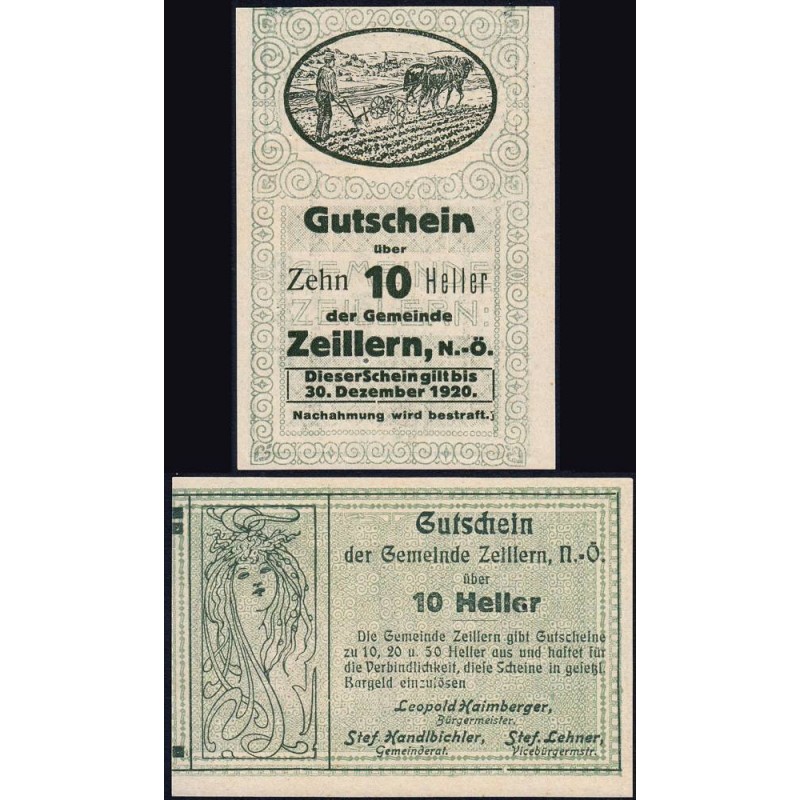 Gutschein
über
Zehn 10 Heller
der Gemeinde
Zeillern, N.-Ö.
Dieser Schein gilt bis
30. Dezember 1920.
Nachahmung wird bestraft.
GEMEINDE
ZEILLERN:
Gutschein
der Gemeinde Zeillern, N.-Ö.
über
10 Heller
Die Gemeinde Zeillern gibt Gutscheine
zu 10, 20 u. 50 Heller aus und haftet für
die Verbindlichkeit, diese Scheine in gesetzl.
Bargeld einzulösen
Leopold Haimberger,
Bürgermeister.
Stef. Handlbichler, Stef. Lehner,
Gemeinderat. Vicebürgermstr.